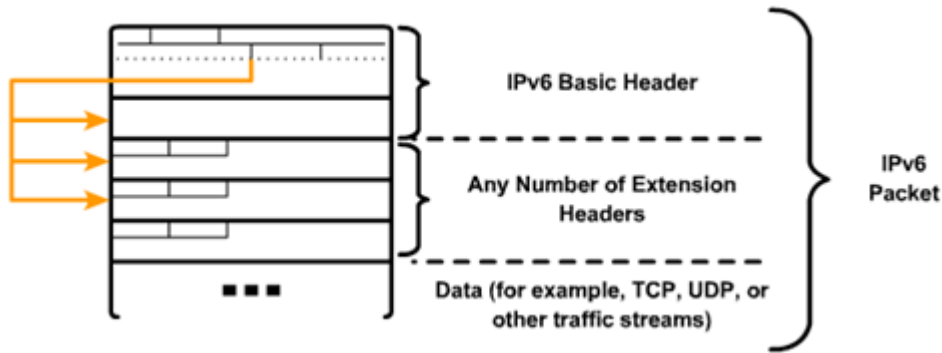 IPv6 Basic Header
Any Number of Extension
Headers
IPv6
Packet
Data (for example, TCP, UDP, or
other traffic streams)